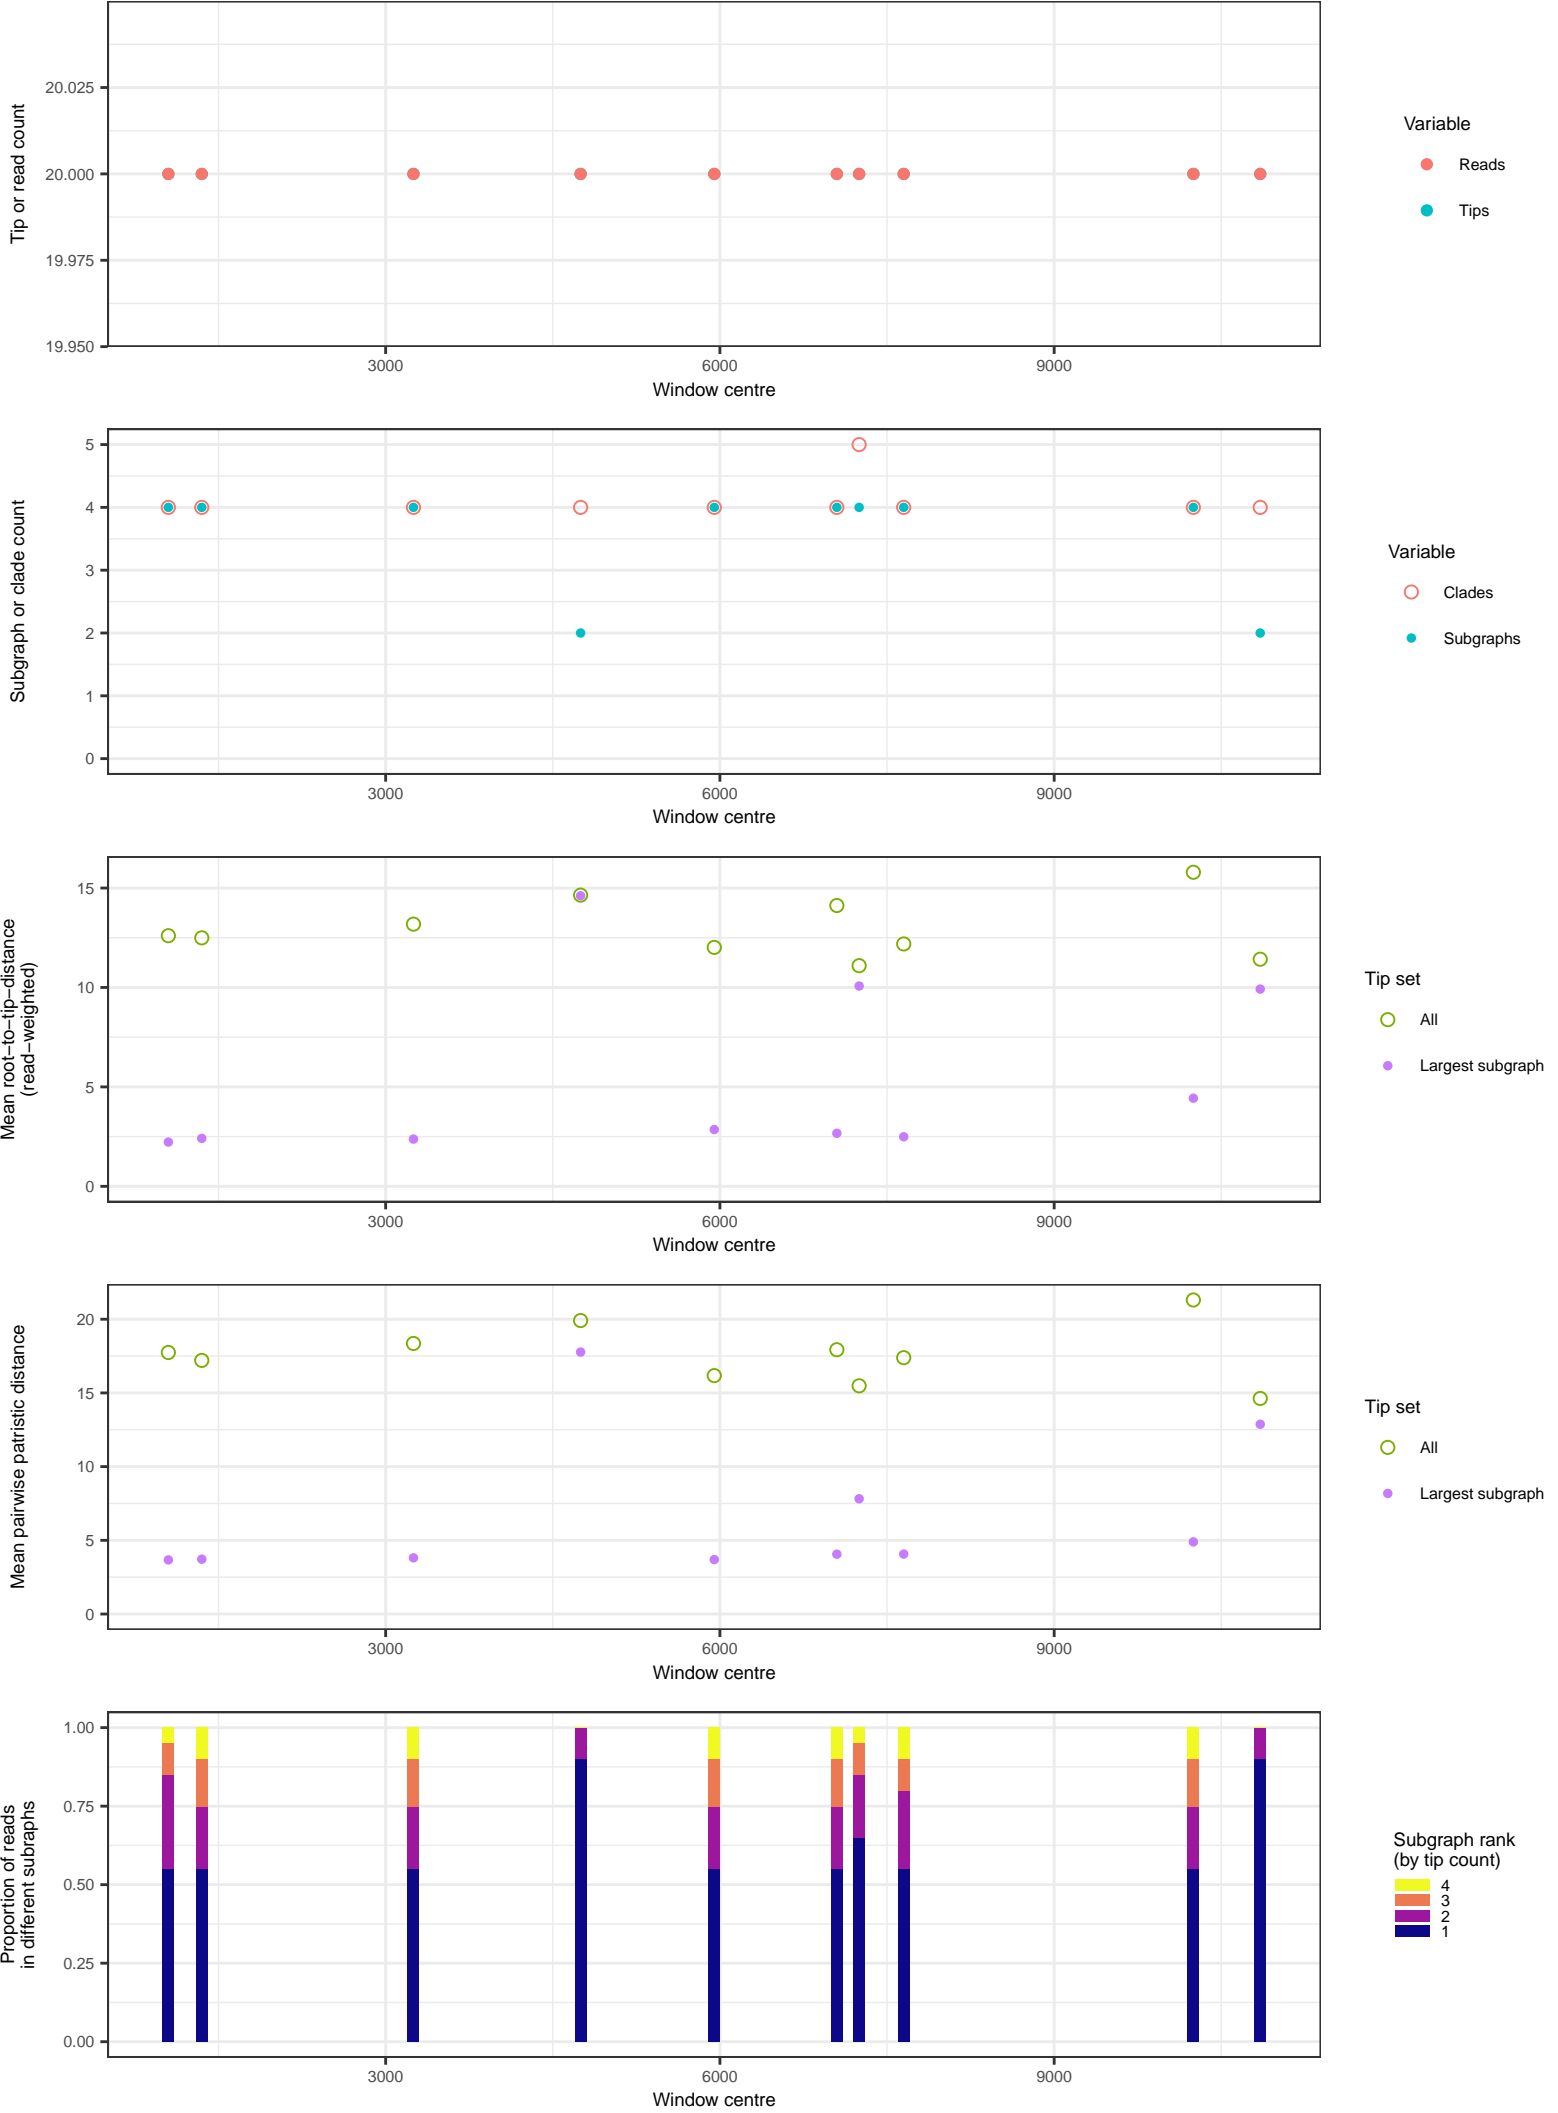 Tip or read count
20.025
20.000
19.975
19.950
3000 6000 9000
Window centre
Variable
Reads
Tips
Subgraph or clade count
5
4
3
2
1
0
3000 6000 9000
Window centre
Variable
Clades
Subgraphs
Mean root−to−tip−distance
(read−weighted)
15
10
5
0
3000 6000 9000
Window centre
Tip set
All
Largest subgraph
Mean pairwise patristic distance
20
15
10
5
0
3000 6000 9000
Window centre
Tip set
All
Largest subgraph
Proportion of reads
in different subraphs
1.00
0.75
0.50
0.25
0.00
3000 6000 9000
Window centre
Subgraph rank
(by tip count)
4
3
2
1